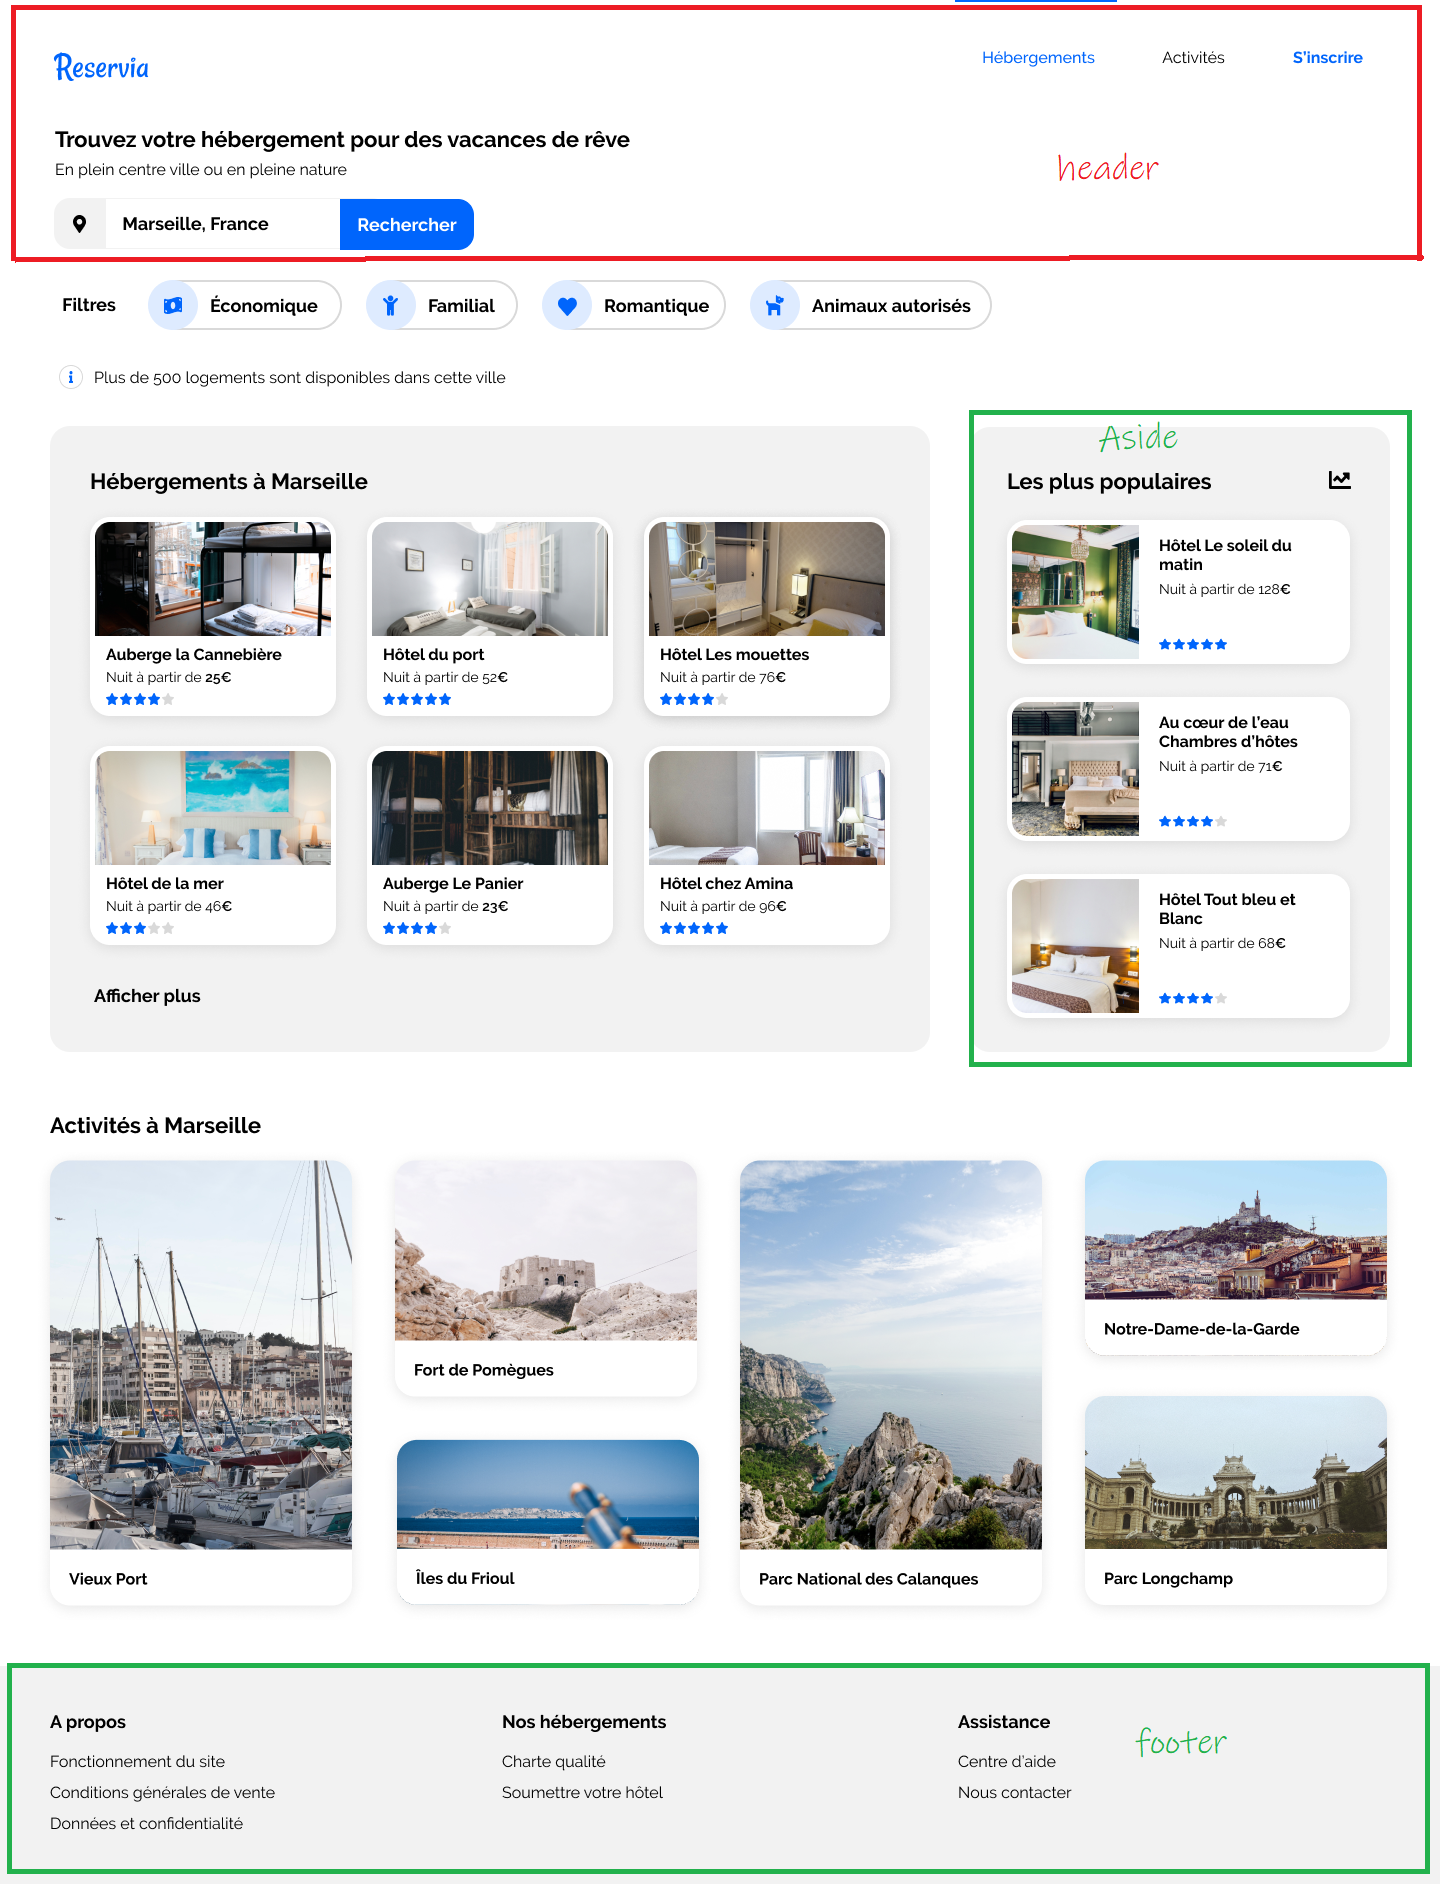 Reservia
Hébergements
Activités
S'inscrire
Trouvez votre hébergement pour des vacances de rêve
En plein centre ville ou en pleine nature
header
Marseille, France
Rechercher
Filtres
Économique
Familial
Romantique
Animaux autorisés
Plus de 500 logements sont disponibles dans cette ville
Hébergements à Marseille
Auberge la Cannebière
Nuit à partir de 25€
Hôtel du port
Nuit à partir de 52€
Hôtel Les mouettes
Nuit à partir de 76€
Hôtel de la mer
Nuit à partir de 46€
Auberge Le Panier
Nuit à partir de 23€
Hôtel chez Amina
Nuit à partir de 96€
Afficher plus
Aside
Les plus populaires
Hôtel Le soleil du
matin
Nuit à partir de 128€
Au cœur de l'eau
Chambres d'hôtes
Nuit à partir de 71€
Hôtel Tout bleu et
Blanc
Nuit à partir de 68€
Activités à Marseille
Vieux Port
Fort de Pomègues
Îles du Frioul
Parc National des Calanques
Notre-Dame-de-la-Garde
Parc Longchamp
A propos
Fonctionnement du site
Conditions générales de vente
Données et confidentialité
Nos hébergements
Charte qualité
Soumettre votre hôtel
Assistance
Centre d'aide
Nous contacter
footer